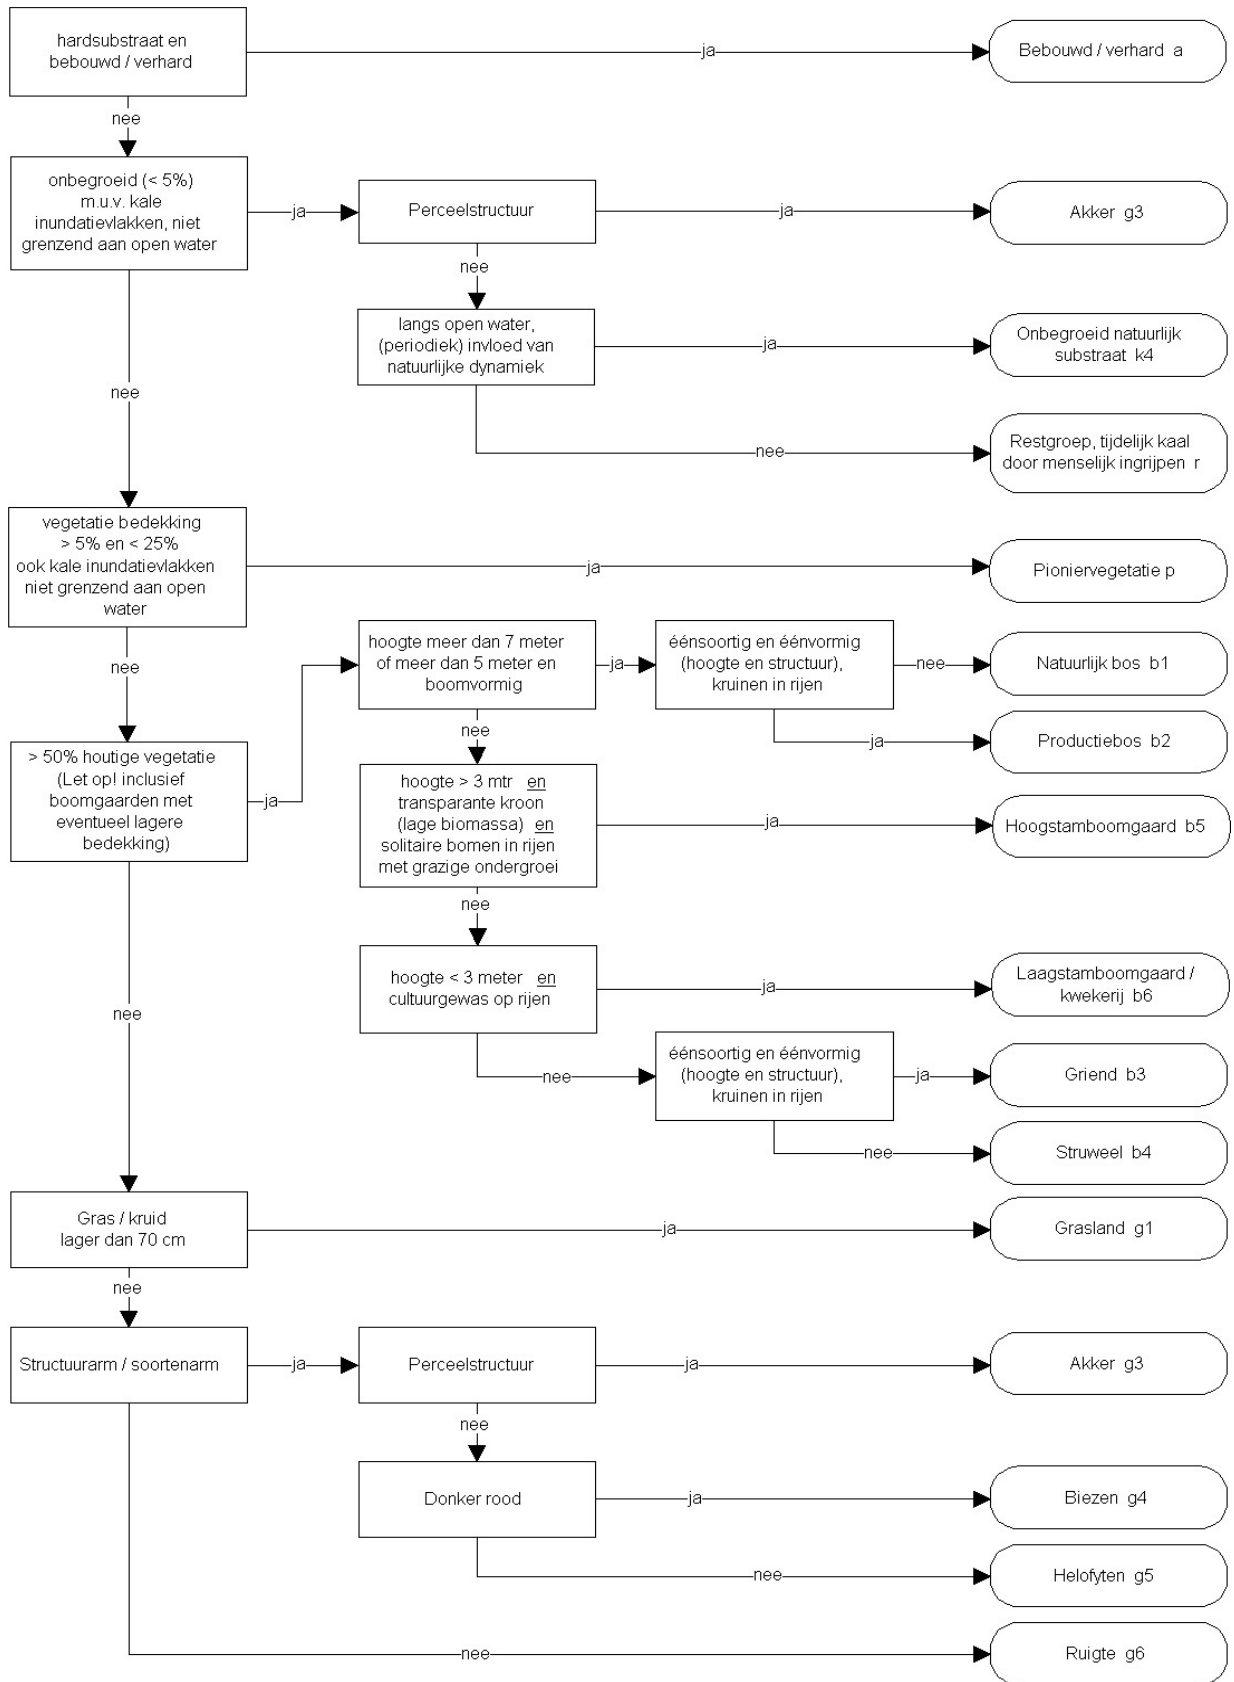 hardsubstraat en
bebouwd / verhard
ja
Bebouwd / verhard a
nee
onbegroeid (< 5%)
m.u.v. kale
inundatievlakken, niet
grenzend aan open water
ja
Perceelstructuur
ja
Akker g3
nee
langs open water,
(periodiek) invloed van
natuurlijke dynamiek
ja
Onbegroeid natuurlijk
substraat k4
nee
nee
Restgroep, tijdelijk kaal
door menselijk ingrijpen r
vegetatie bedekking
> 5% en < 25%
ook kale inundatievlakken
niet grenzend aan open
water
ja
Pioniervegetatie p
nee
hoogte meer dan 7 meter
of meer dan 5 meter en
boomvormig
ja
éénsoortig en éénvormig
(hoogte en structuur),
kruinen in rijen
nee
Natuurlijk bos b1
nee
ja
Productiebos b2
> 50% houtige vegetatie
(Let op! inclusief
boomgaarden met
eventueel lagere
bedekking)
ja
hoogte > 3 mtr en
transparante kroon
(lage biomassa) en
solitaire bomen in rijen
met grazige ondergroei
ja
Hoogstamboomgaard b5
nee
hoogte < 3 meter en
cultuurgewas op rijen
ja
Laagstamboomgaard /
kwekerij b6
nee
nee
éénsoortig en éénvormig
(hoogte en structuur),
kruinen in rijen
ja
Griend b3
nee
Struweel b4
Gras / kruid
lager dan 70 cm
ja
Grasland g1
nee
Structuurarm / soortenarm
ja
Perceelstructuur
ja
Akker g3
nee
Donker rood
ja
Biezen g4
nee
Helofyten g5
nee
Ruigte g6